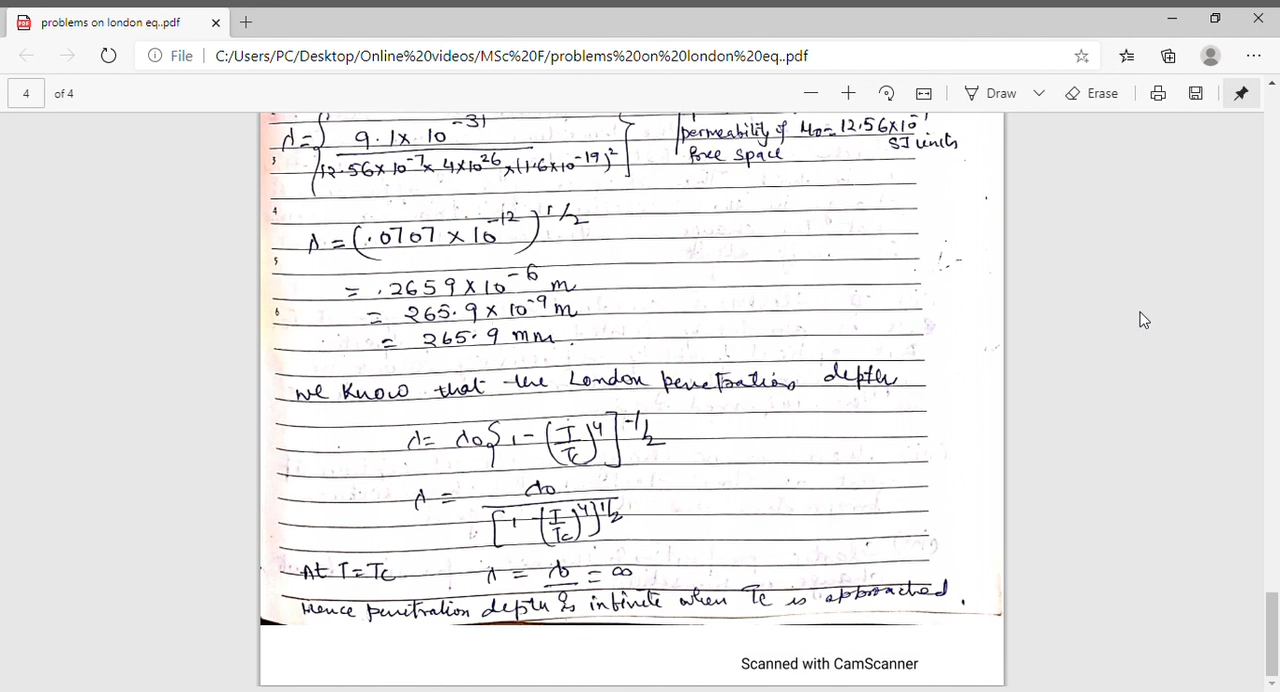 problems on london eq..pdf
File C:/Users/PC/Desktop/Online%20videos/MSc%20F/problems%20on%20london%20eq..pdf
4 of 4 Draw Erase
λ = { 9.1 x 10^-31 / 12.56 x 10^-7 x 4x10^26 x (1.6x10^-19)^2 }
permeability of free space μ0 = 12.56x10^-7 SI units
λ = (.0707 x 10^-12)^1/2
= .2659 x 10^-6 m
= 265.9 x 10^-9 m
= 265.9 mm.
We know that the London penetration depth
λ = λ0 [1 - (T/Tc)^4]^-1/2
λ = λ0 / [1 - (T/Tc)^4]^1/2
At T = Tc λ = λ0/0 = ∞
Hence penitration depth is infinite when Tc is approached.
Scanned with CamScanner